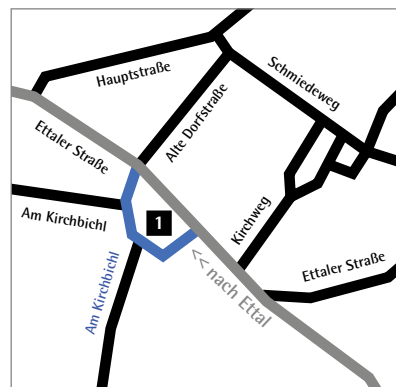 Hauptstraße
Schmiedeweg
Alte Dorfstraße
Ettaler Straße
Am Kirchbichl
1
Kirchweg
Ettaler Straße
Am Kirchbichl
<< nach Ettal